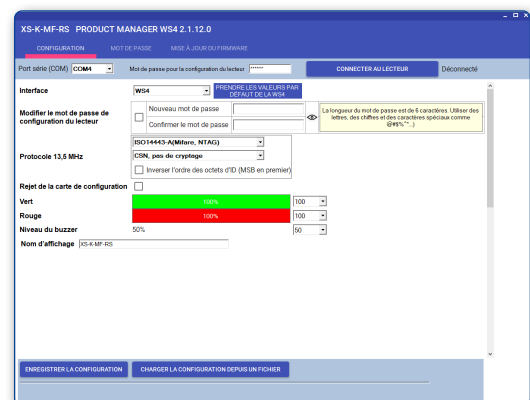 XS-K-MF-RS PRODUCT MANAGER WS4 2.1.12.0
CONFIGURATION MOT DE PASSE MISE À JOUR DU FIRMWARE
Port série (COM) COM4 Mot de passe pour la configuration du lecteur ****** CONNECTER AU LECTEUR Déconnecté
Interface WS4 PRENDRE LES VALEURS PAR
DÉFAUT DE LA WS4
Modifier le mot de passe de
configuration du lecteur
Nouveau mot de passe
Confirmer le mot de passe
La longueur du mot de passe est de 6 caractères. Utiliser des
lettres, des chiffres et des caractères spéciaux comme
@#$%^*...)
Protocole 13,5 MHz
ISO14443-A(Mifare, NTAG)
CSN, pas de cryptage
Inverser l'ordre des octets d'ID (MSB en premier)
Rejet de la carte de configuration
Vert 100% 100
Rouge 100% 100
Niveau du buzzer 50% 50
Nom d'affichage XS-K-MF-RS
ENREGISTRER LA CONFIGURATION CHARGER LA CONFIGURATION DEPUIS UN FICHIER